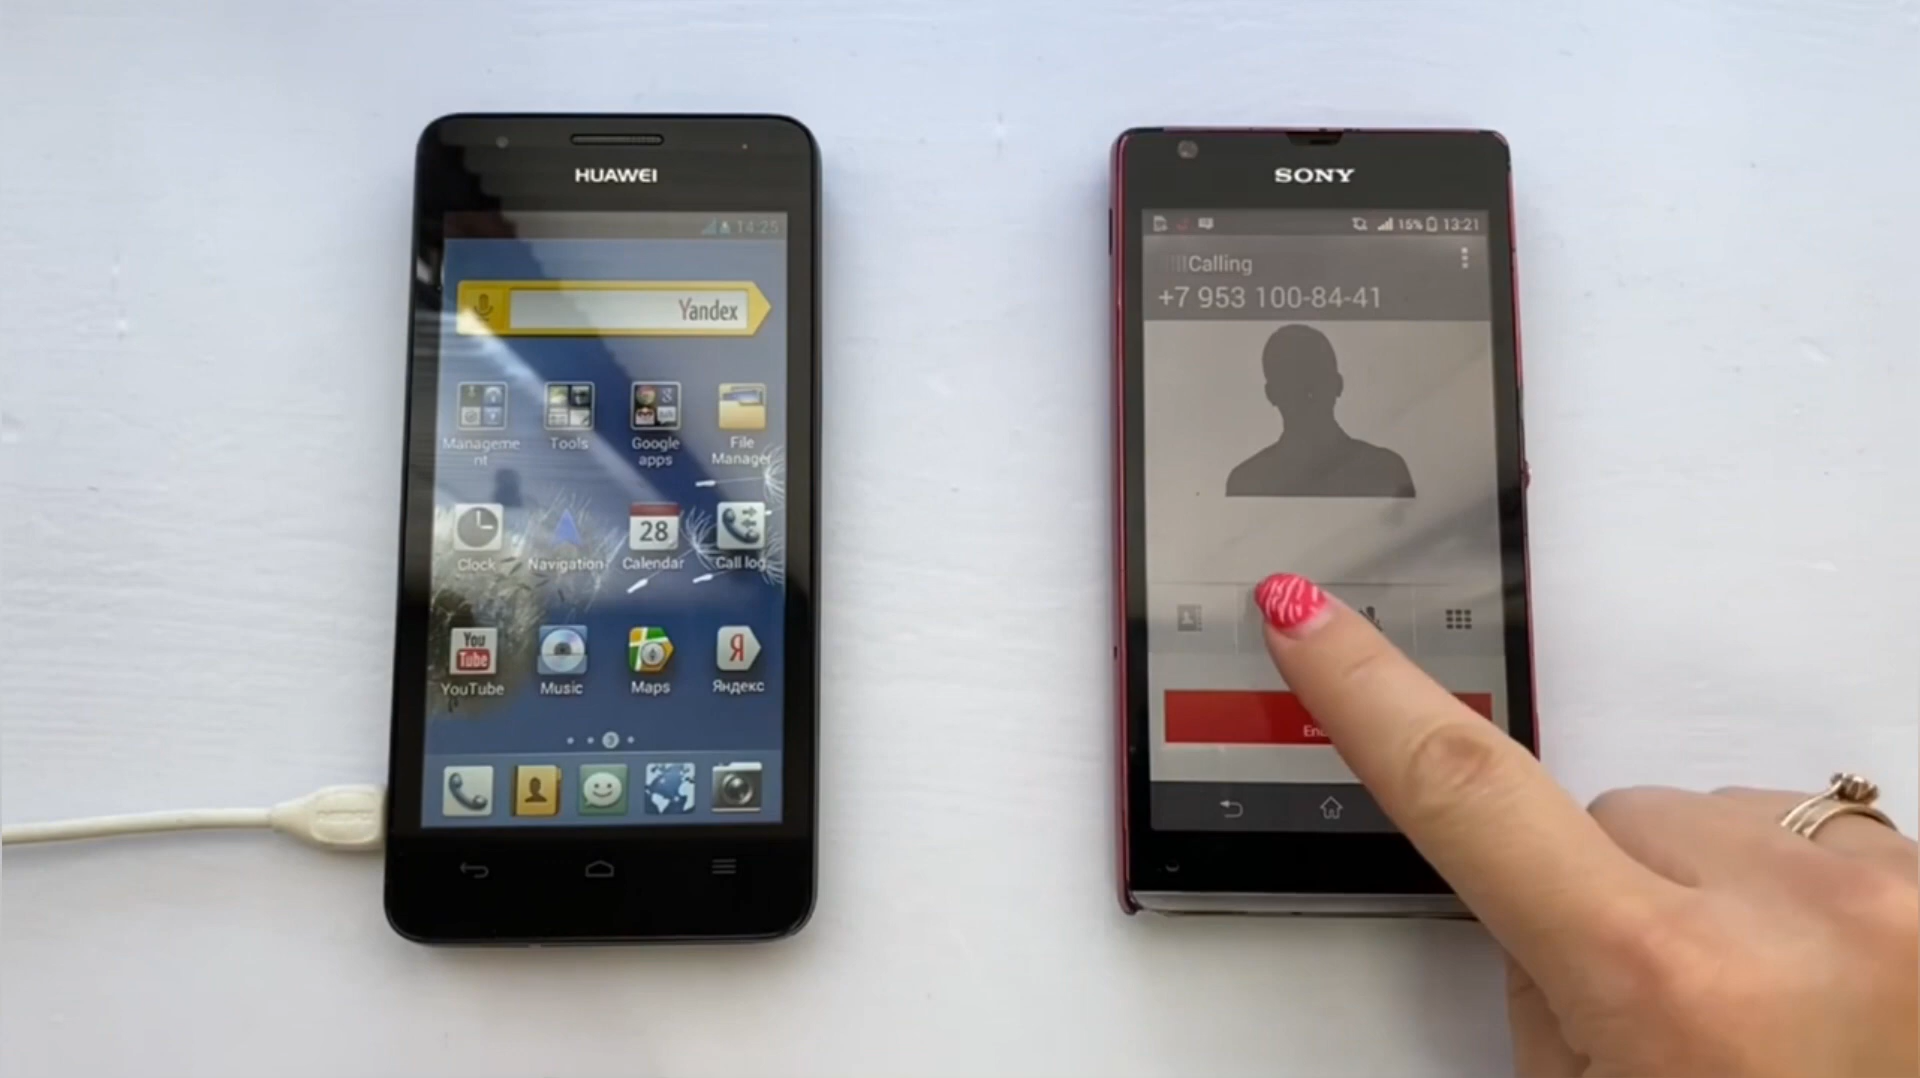 HUAWEI
14:25
Yandex
Manageme
nt
Tools
Google
apps
File
Manager
Clock
28
Navigation
Calendar
Call log
You
Tube
YouTube
Music
Maps
Я
Яндекс
SONY
15% 13:21
Calling
+7 953 100-84-41